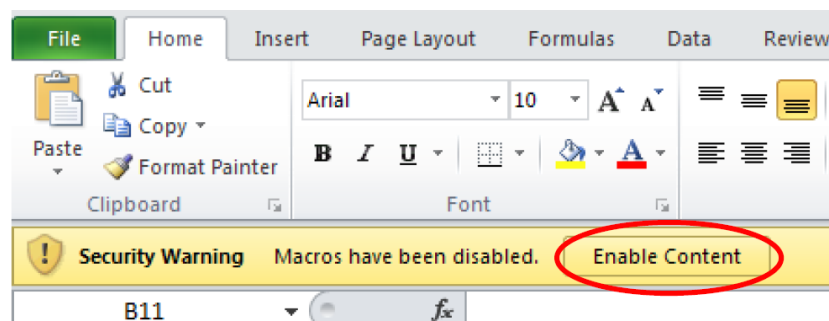 File Home Insert Page Layout Formulas Data Review
Cut
Arial 10 A A
Copy
Paste B I U A
Format Painter
Clipboard Font
! Security Warning Macros have been disabled. Enable Content
B11 fx